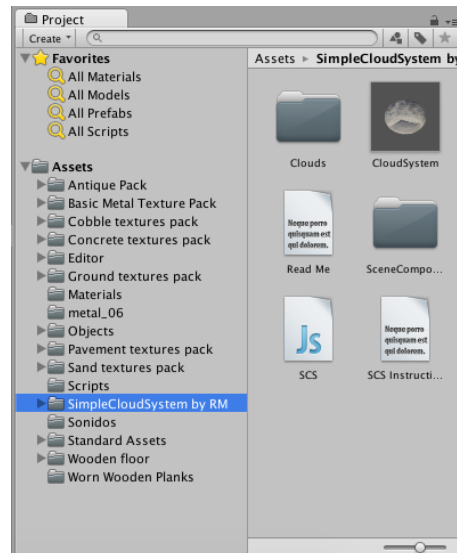 Project
Create
Favorites
All Materials
All Models
All Prefabs
All Scripts
Assets
Antique Pack
Basic Metal Texture Pack
Cobble textures pack
Concrete textures pack
Editor
Ground textures pack
Materials
metal_06
Objects
Pavement textures pack
Sand textures pack
Scripts
SimpleCloudSystem by RM
Sonidos
Standard Assets
Wooden floor
Worn Wooden Planks
Assets ▸ SimpleCloudSystem by
Clouds
CloudSystem
Neque porro
quisquam est
qui dolorem.
Read Me
SceneCompo...
Js
SCS
Neque porro
quisquam est
qui dolorem.
SCS Instructi...